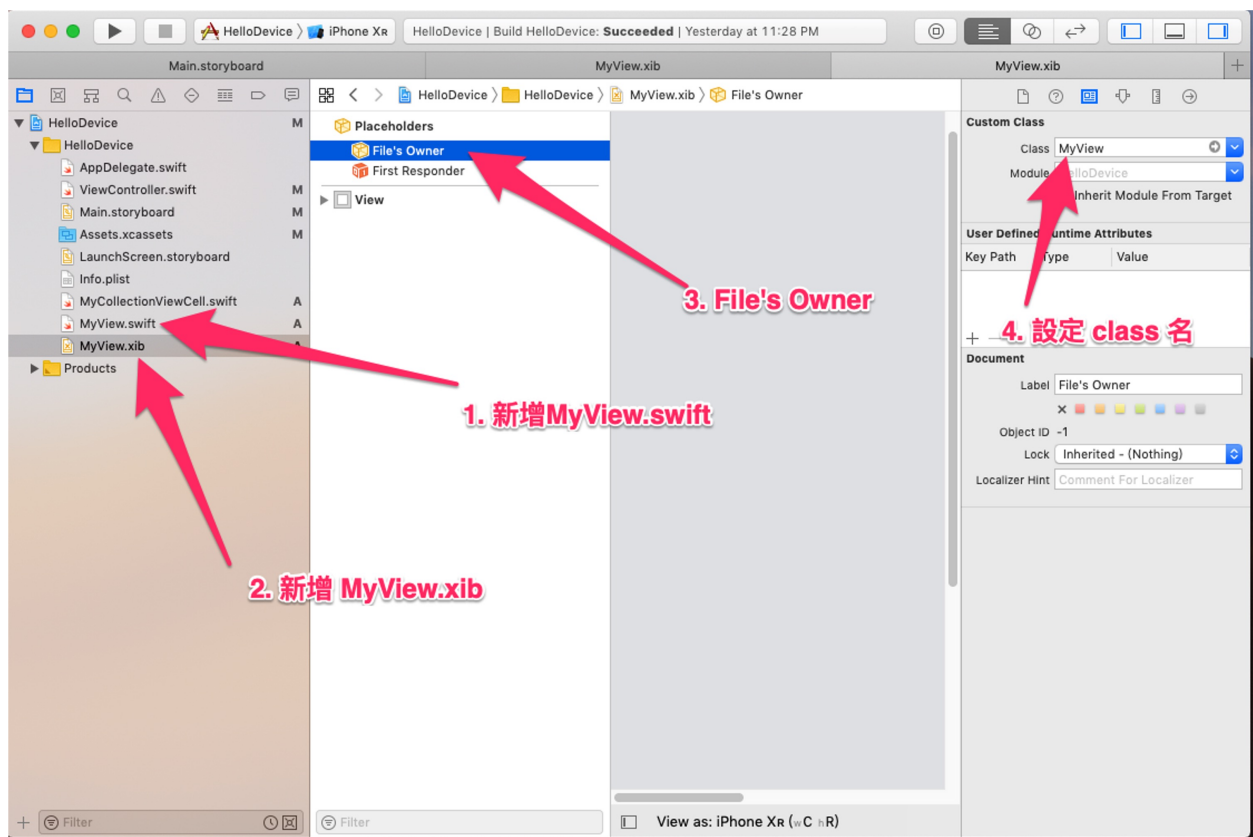 HelloDevice 〉 iPhone XR
HelloDevice | Build HelloDevice: Succeeded | Yesterday at 11:28 PM
Main.storyboard
MyView.xib
MyView.xib
HelloDevice 〉 HelloDevice 〉 MyView.xib 〉 File's Owner
HelloDevice M
HelloDevice
AppDelegate.swift
ViewController.swift M
Main.storyboard M
Assets.xcassets M
LaunchScreen.storyboard
Info.plist
MyCollectionViewCell.swift A
MyView.swift A
MyView.xib
Products
Placeholders
File's Owner
First Responder
View
Custom Class
Class MyView
Module HelloDevice
Inherit Module From Target
User Defined Runtime Attributes
Key Path Type Value
Document
Label File's Owner
Object ID -1
Lock Inherited - (Nothing)
Localizer Hint Comment For Localizer
1. 新增MyView.swift
2. 新增 MyView.xib
3. File's Owner
4. 設定 class 名
Filter
Filter
View as: iPhone XR (wC hR)